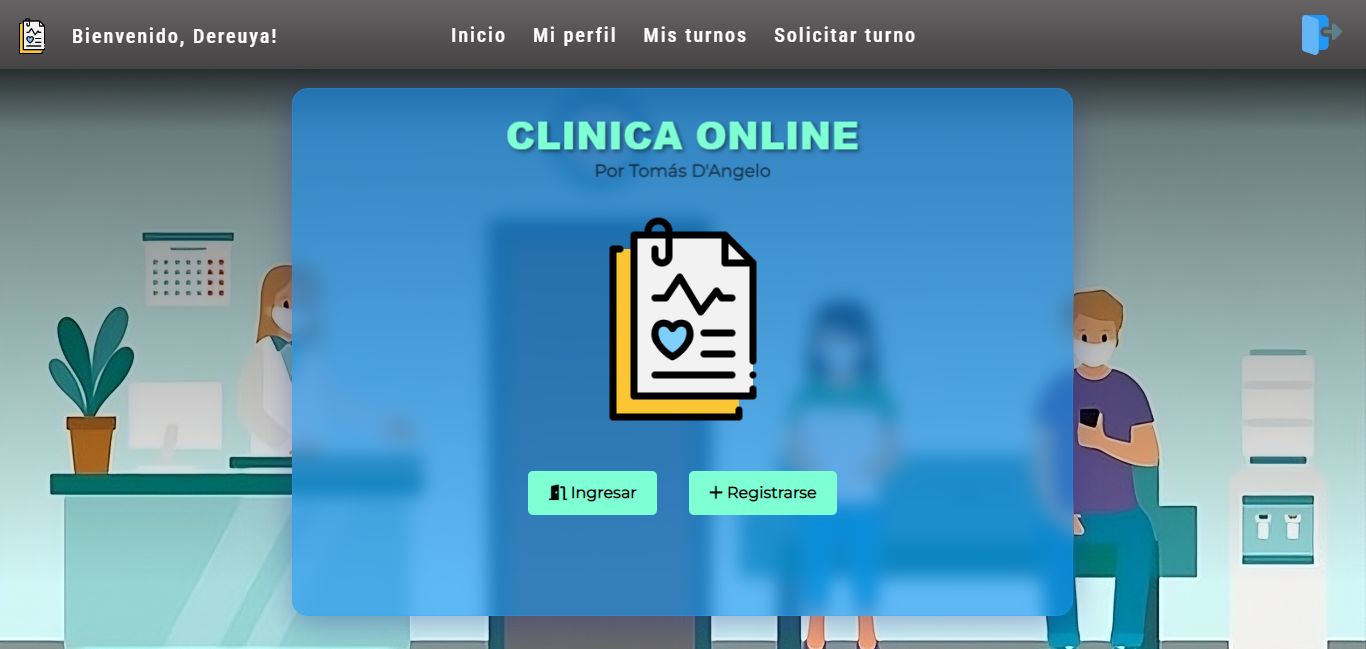 Bienvenido, Dereuya!
Inicio Mi perfil Mis turnos Solicitar turno
CLINICA ONLINE
Por Tomás D'Angelo
Ingresar Registrarse